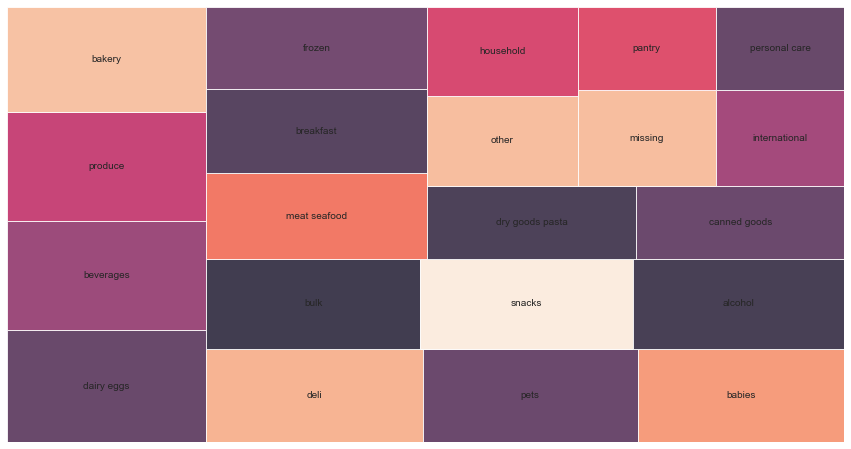 bakery
frozen
household
pantry
personal care
breakfast
other
missing
international
produce
meat seafood
dry goods pasta
canned goods
beverages
bulk
snacks
alcohol
dairy eggs
deli
pets
babies